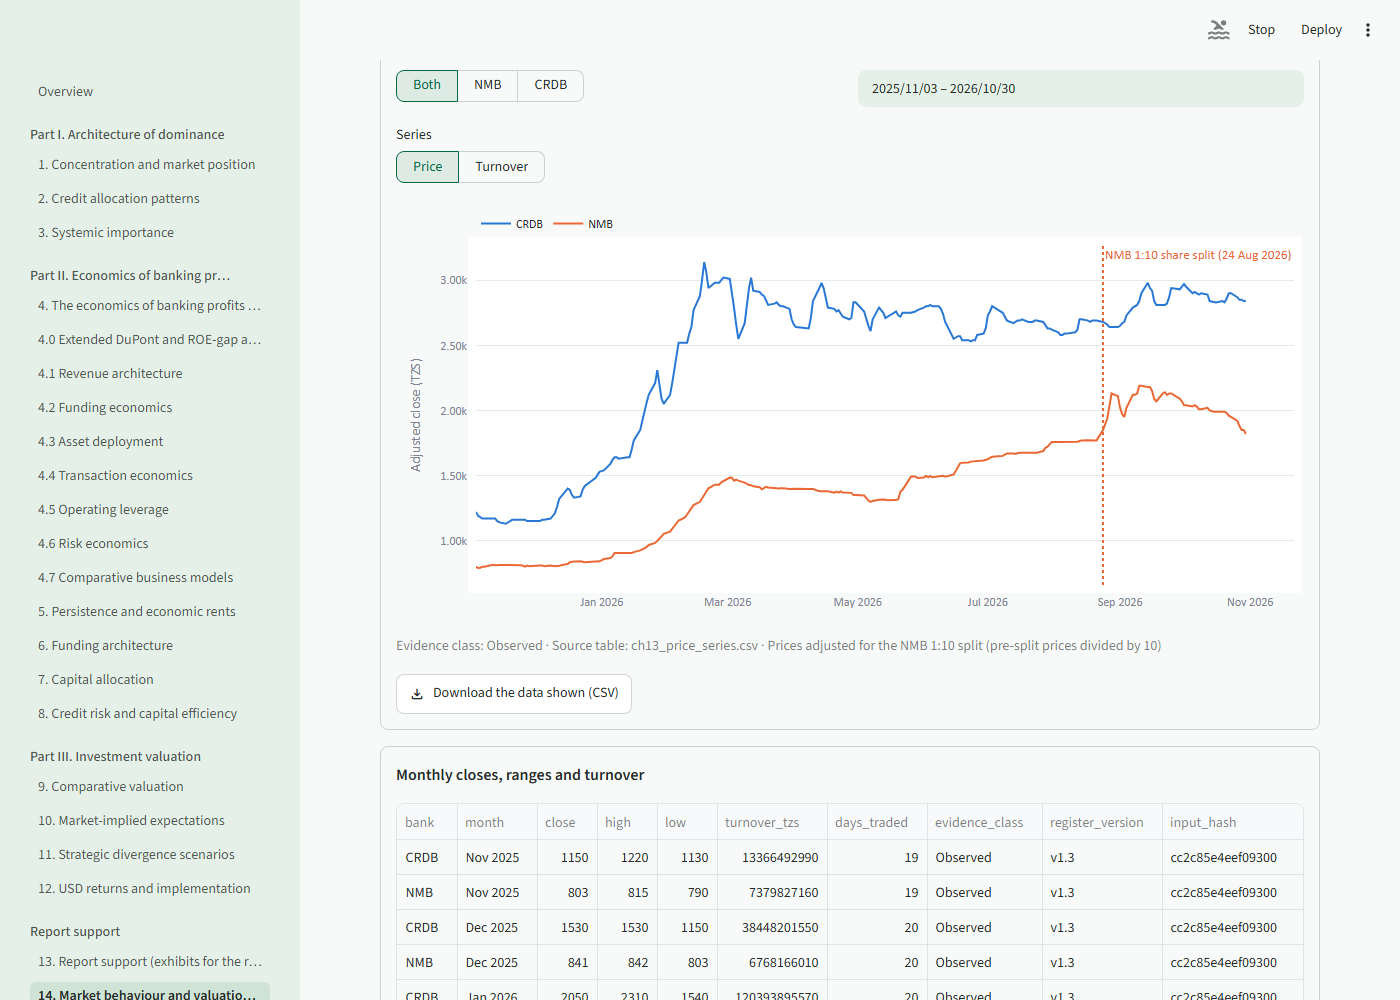 Stop Deploy
Overview
Part I. Architecture of dominance
1. Concentration and market position
2. Credit allocation patterns
3. Systemic importance
Part II. Economics of banking pr…
4. The economics of banking profits …
4.0 Extended DuPont and ROE-gap a…
4.1 Revenue architecture
4.2 Funding economics
4.3 Asset deployment
4.4 Transaction economics
4.5 Operating leverage
4.6 Risk economics
4.7 Comparative business models
5. Persistence and economic rents
6. Funding architecture
7. Capital allocation
8. Credit risk and capital efficiency
Part III. Investment valuation
9. Comparative valuation
10. Market-implied expectations
11. Strategic divergence scenarios
12. USD returns and implementation
Report support
13. Report support (exhibits for the r…
14. Market behaviour and valuatio…
Both NMB CRDB
2025/11/03 – 2026/10/30
Series
Price Turnover
CRDB NMB
NMB 1:10 share split (24 Aug 2026)
Adjusted close (TZS)
3.00k
2.50k
2.00k
1.50k
1.00k
Jan 2026 Mar 2026 May 2026 Jul 2026 Sep 2026 Nov 2026
Evidence class: Observed · Source table: ch13_price_series.csv · Prices adjusted for the NMB 1:10 split (pre-split prices divided by 10)
Download the data shown (CSV)
Monthly closes, ranges and turnover
bank month close high low turnover_tzs days_traded evidence_class register_version input_hash
CRDB Nov 2025 1150 1220 1130 13366492990 19 Observed v1.3 cc2c85e4eef09300
NMB Nov 2025 803 815 790 7379827160 19 Observed v1.3 cc2c85e4eef09300
CRDB Dec 2025 1530 1530 1150 38448201550 20 Observed v1.3 cc2c85e4eef09300
NMB Dec 2025 841 842 803 6768166010 20 Observed v1.3 cc2c85e4eef09300
CRDB Jan 2026 2050 2310 1540 120393895570 20 Observed v1.3 cc2c85e4eef09300